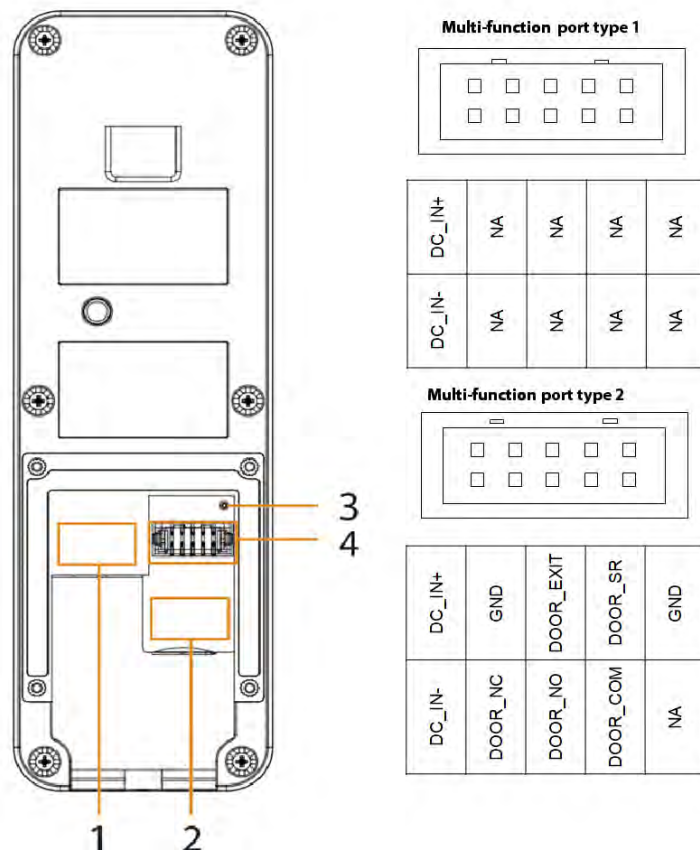 Multi-function port type 1
DC_IN+ NA NA NA NA
DC_IN- NA NA NA NA
Multi-function port type 2
DC_IN+ GND DOOR_EXIT DOOR_SR GND
DC_IN- DOOR_NC DOOR_NO DOOR_COM NA
3
4
1 2